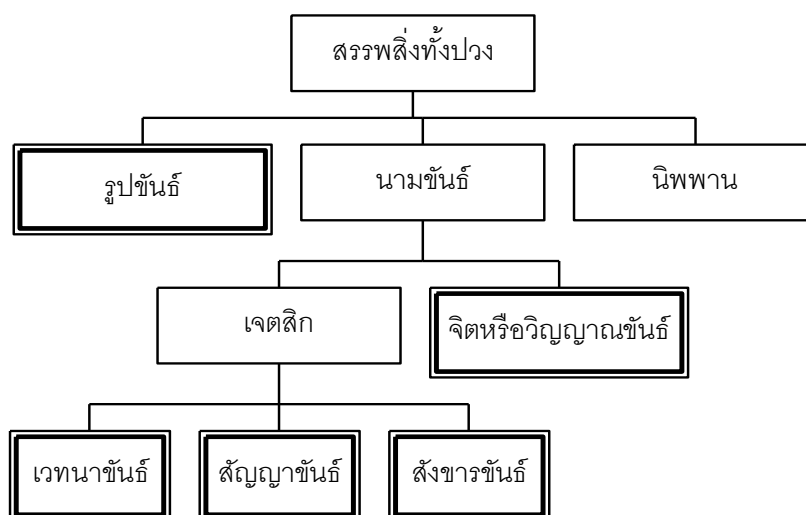 สรรพสิ่งทั้งปวง
รูปขันธ์
นามขันธ์
นิพพาน
เจตสิก
จิตหรือวิญญาณขันธ์
เวทนาขันธ์
สัญญาขันธ์
สังขารขันธ์